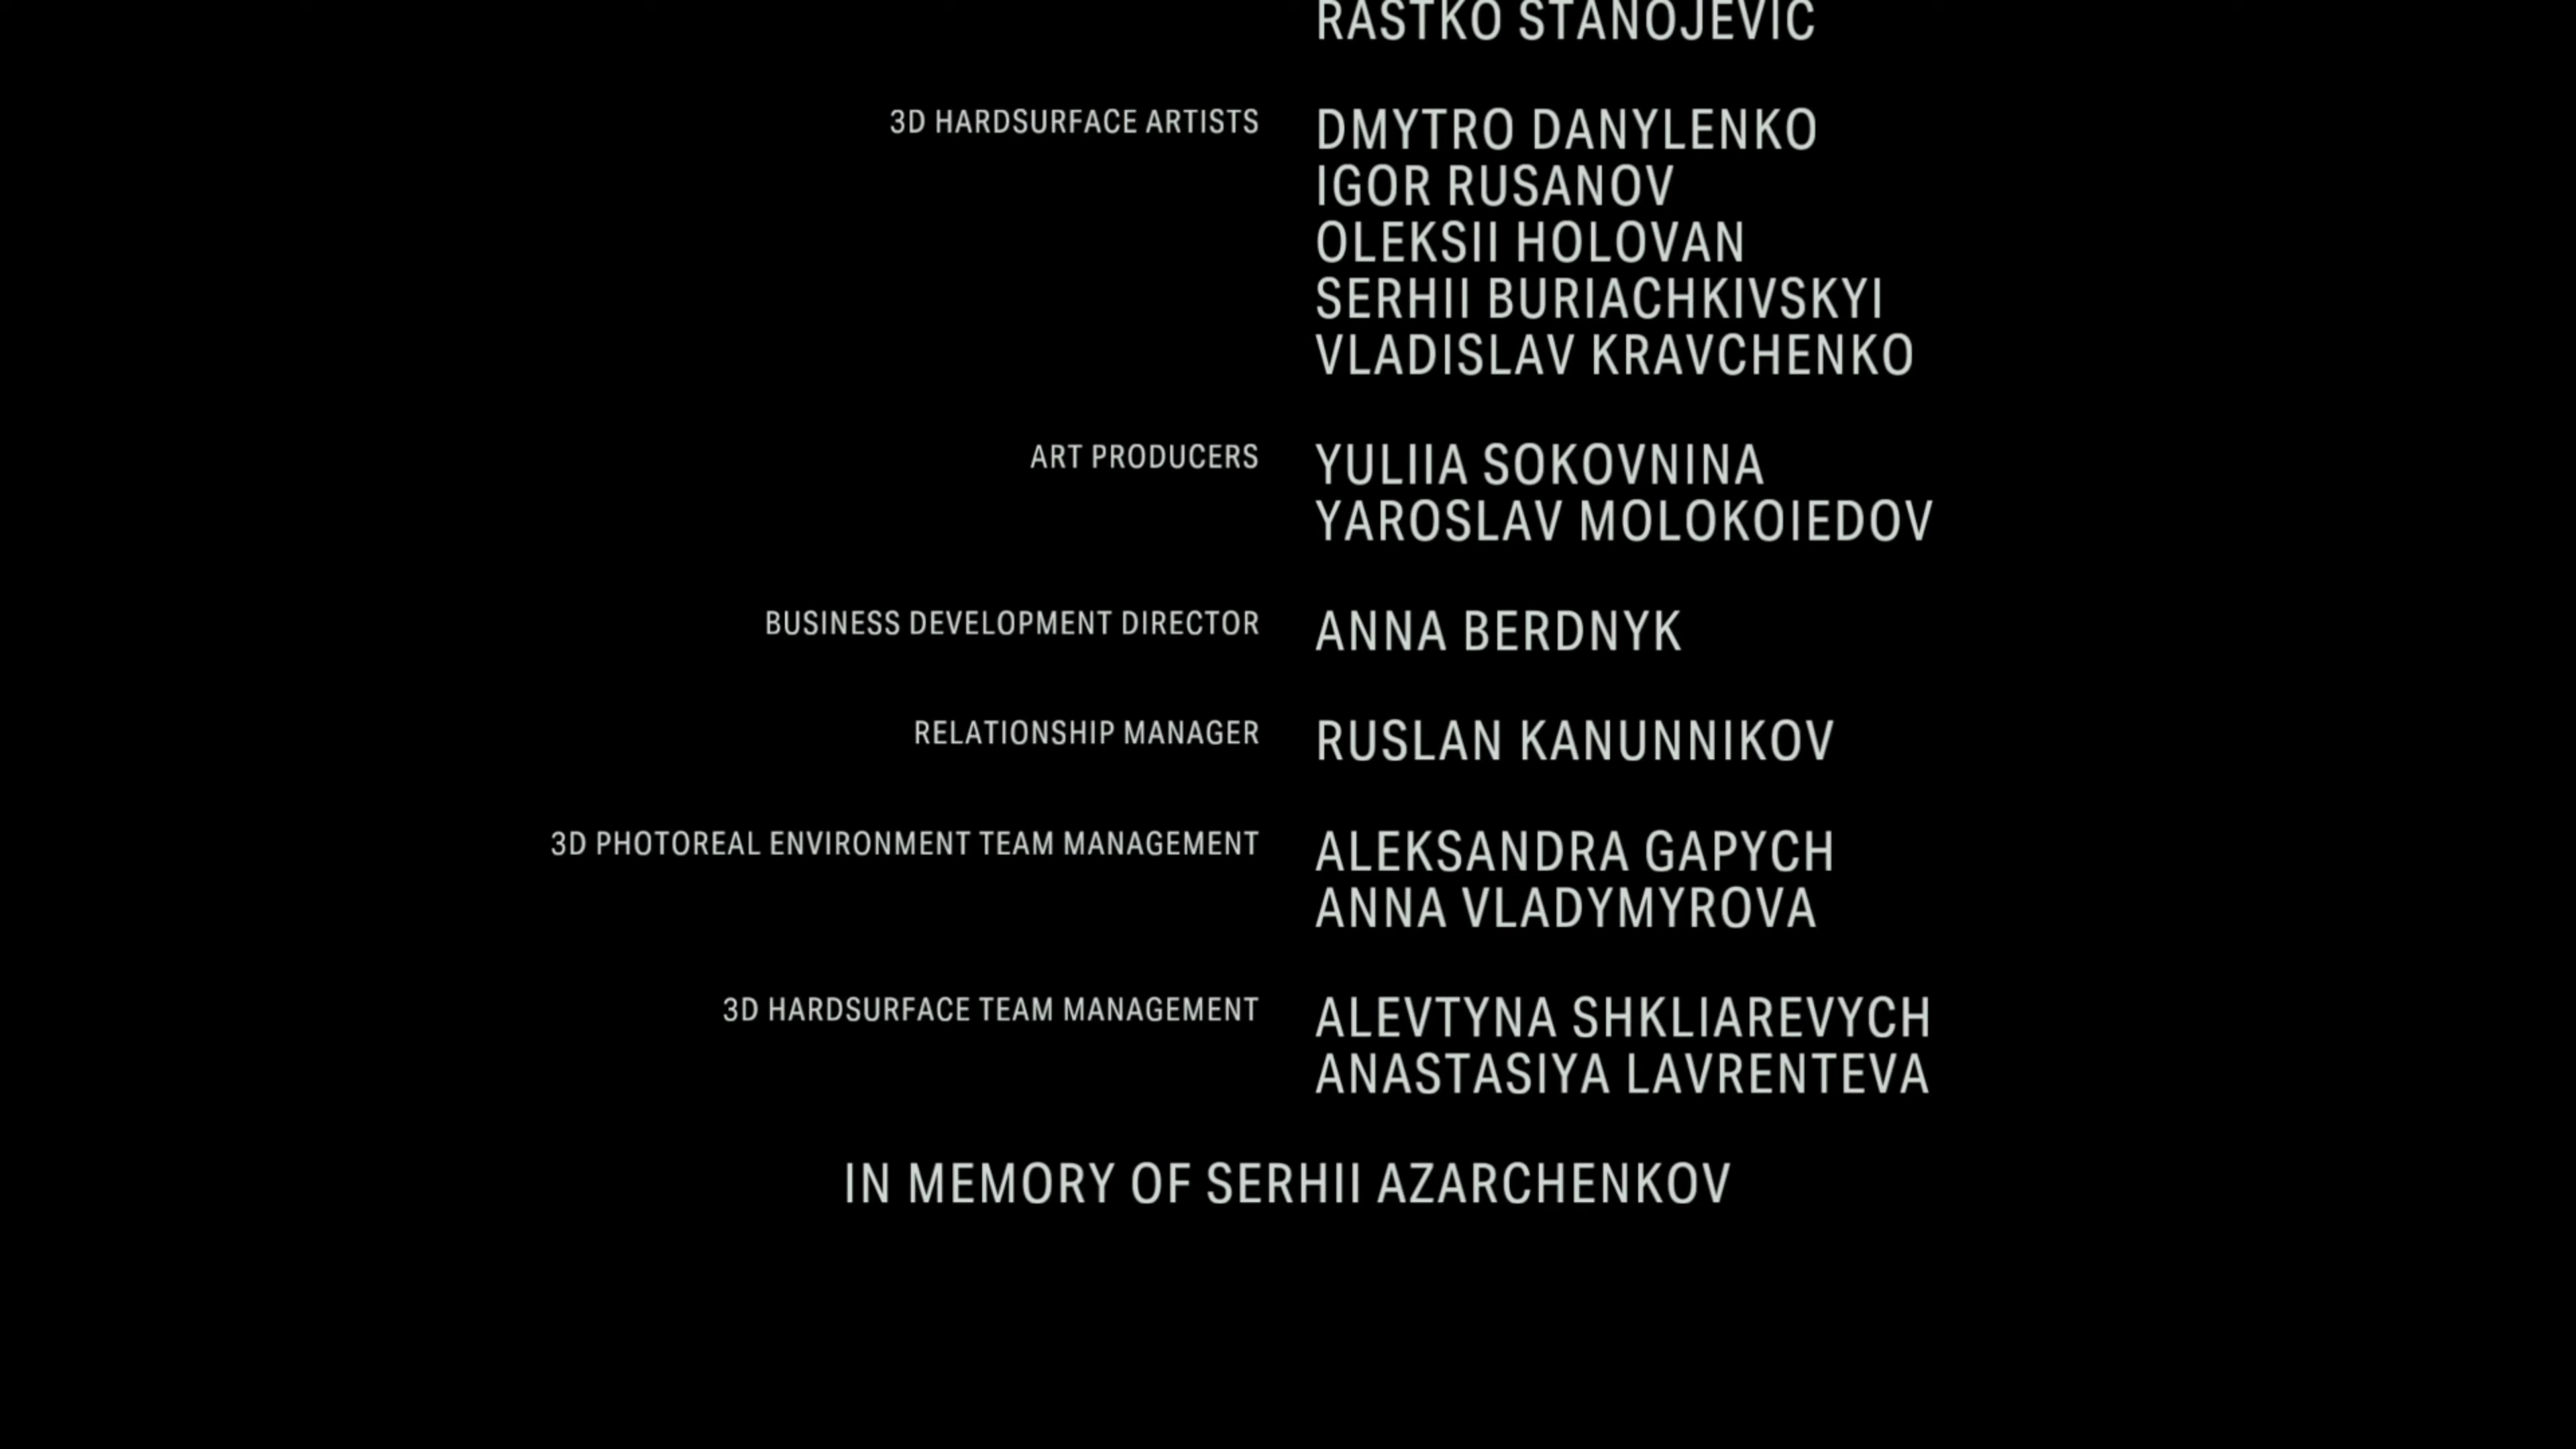 RASTKO STANOJEVIC
3D HARDSURFACE ARTISTS DMYTRO DANYLENKO
IGOR RUSANOV
OLEKSII HOLOVAN
SERHII BURIACHKIVSKYI
VLADISLAV KRAVCHENKO
ART PRODUCERS YULIIA SOKOVNINA
YAROSLAV MOLOKOIEDOV
BUSINESS DEVELOPMENT DIRECTOR ANNA BERDNYK
RELATIONSHIP MANAGER RUSLAN KANUNNIKOV
3D PHOTOREAL ENVIRONMENT TEAM MANAGEMENT ALEKSANDRA GAPYCH
ANNA VLADYMYROVA
3D HARDSURFACE TEAM MANAGEMENT ALEVTYNA SHKLIAREVYCH
ANASTASIYA LAVRENTEVA
IN MEMORY OF SERHII AZARCHENKOV